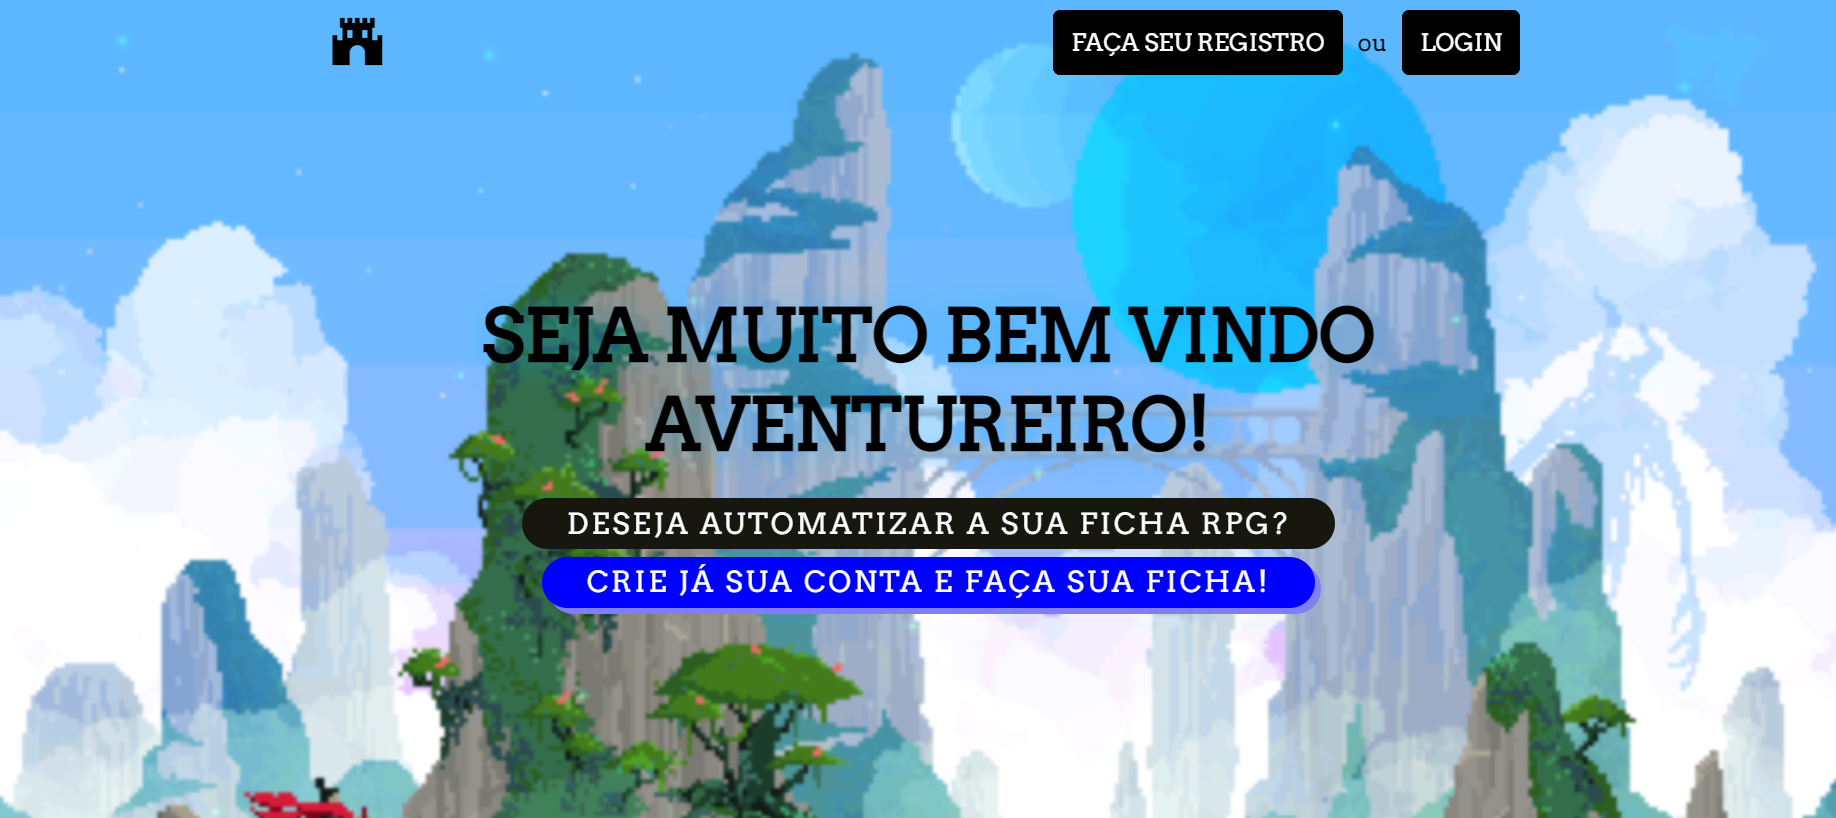 FAÇA SEU REGISTRO ou LOGIN
SEJA MUITO BEM VINDO
AVENTUREIRO!
DESEJA AUTOMATIZAR A SUA FICHA RPG?
CRIE JÁ SUA CONTA E FAÇA SUA FICHA!